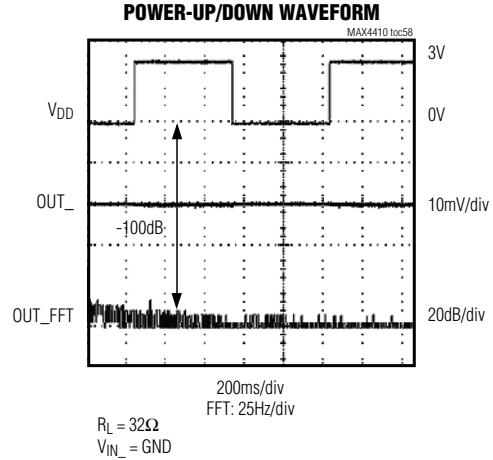 POWER-UP/DOWN WAVEFORM
MAX4410 toc58
3V
VDD
0V
OUT_
10mV/div
-100dB
OUT_FFT
20dB/div
200ms/div
FFT: 25Hz/div
RL = 32Ω
VIN_ = GND